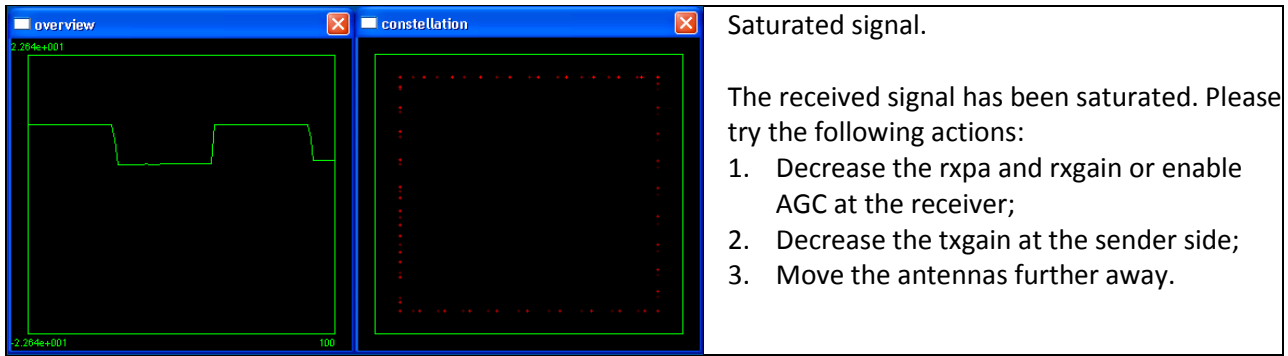 overview
2.264e+001
-2.264e+001
100
constellation
Saturated signal.
The received signal has been saturated. Please
try the following actions:
1. Decrease the rxpa and rxgain or enable
AGC at the receiver;
2. Decrease the txgain at the sender side;
3. Move the antennas further away.